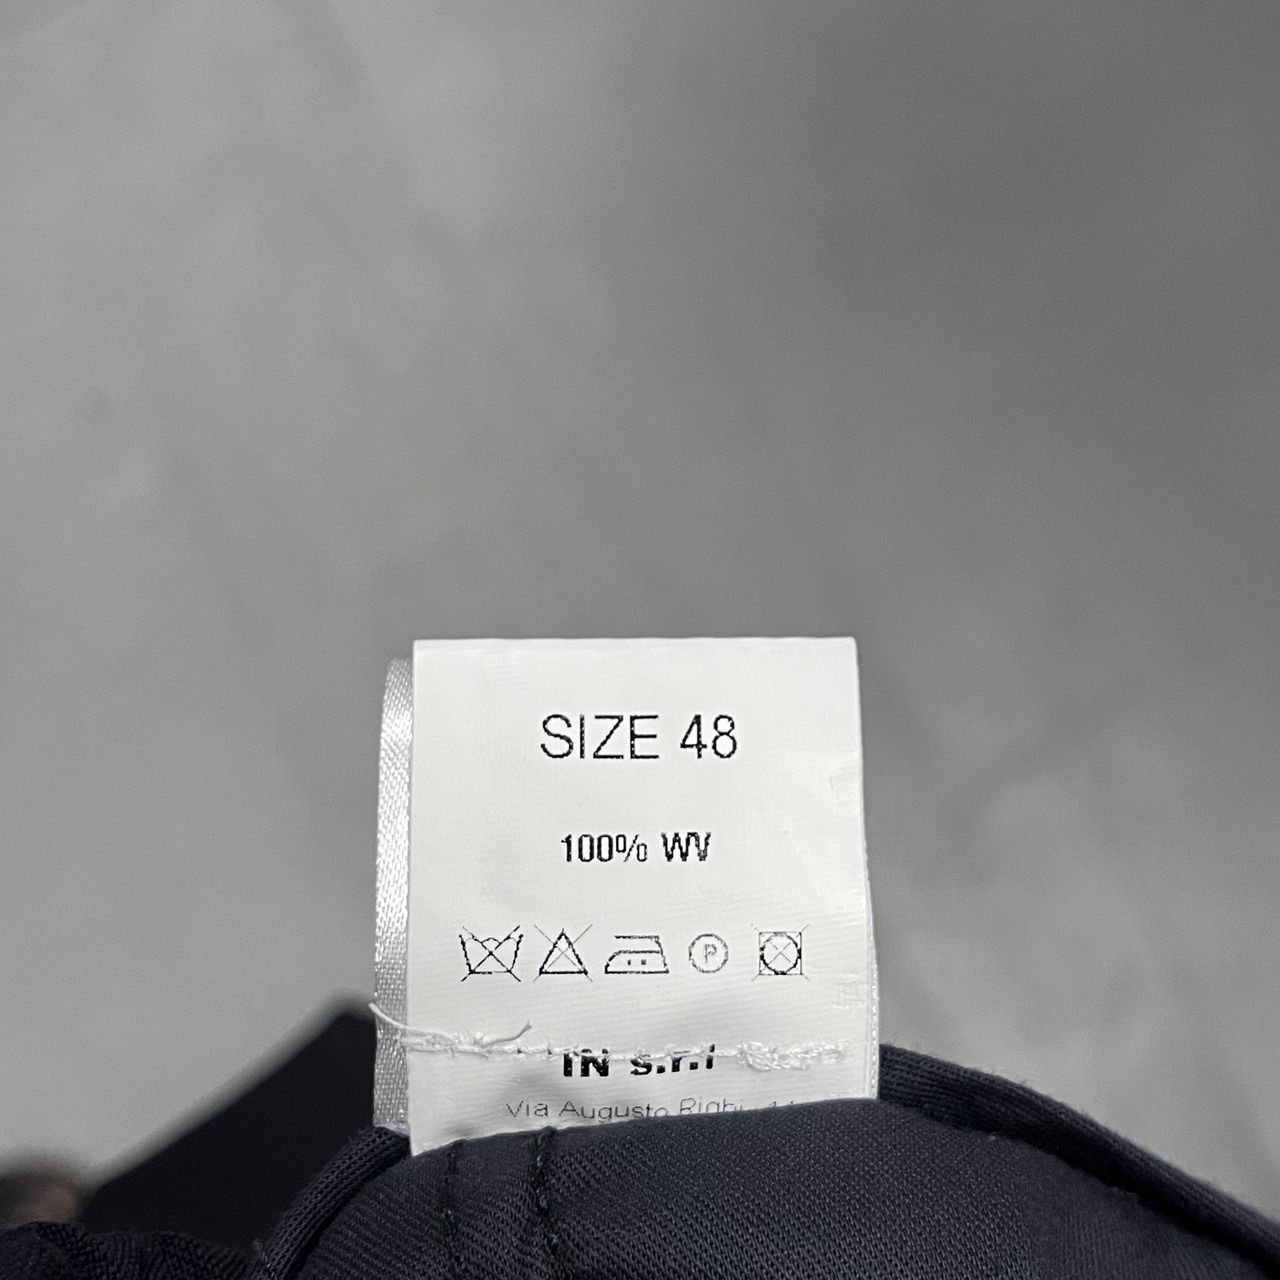 SIZE 48
100% WV
P
IN s.r.l
Via Augusto Righi